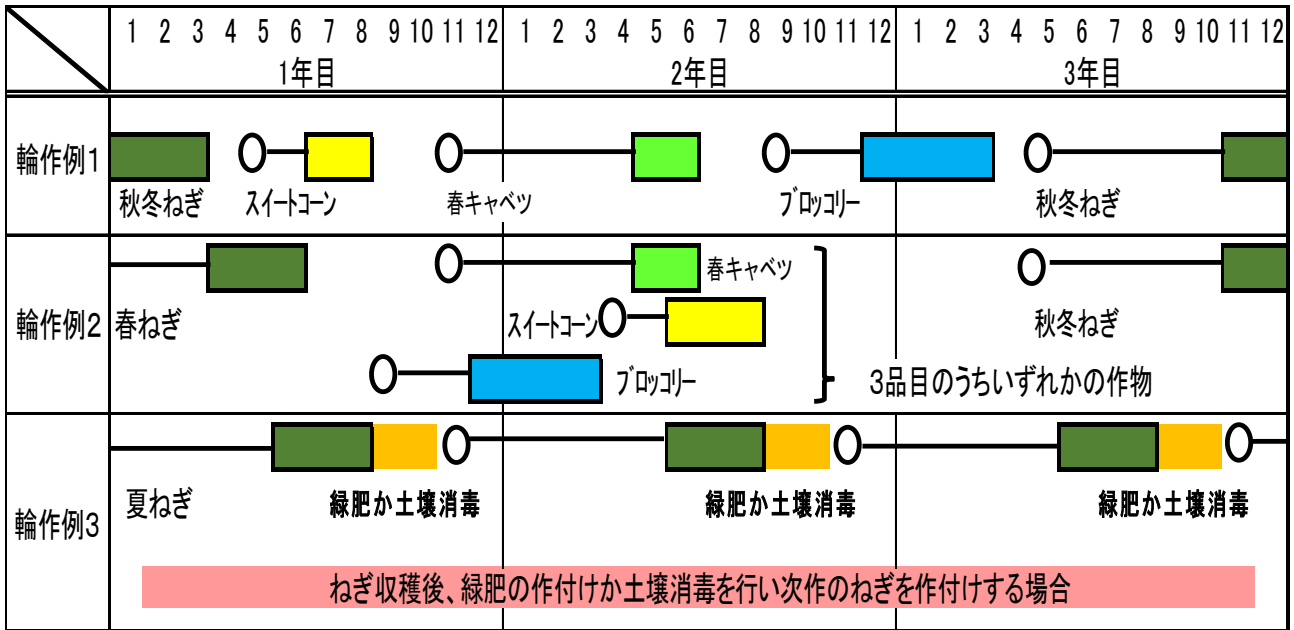 1 2 3 4 5 6 7 8 9 10 11 12 1 2 3 4 5 6 7 8 9 10 11 12 1 2 3 4 5 6 7 8 9 10 11 12
1年目 2年目 3年目
輪作例1
秋冬ねぎ スイートコーン 春キャベツ ブロッコリー 秋冬ねぎ
輪作例2
春キャベツ
春ねぎ スイートコーン 秋冬ねぎ
ブロッコリー 3品目のうちいずれかの作物
輪作例3
夏ねぎ 緑肥か土壌消毒 緑肥か土壌消毒 緑肥か土壌消毒
ねぎ収穫後、緑肥の作付けか土壌消毒を行い次作のねぎを作付けする場合